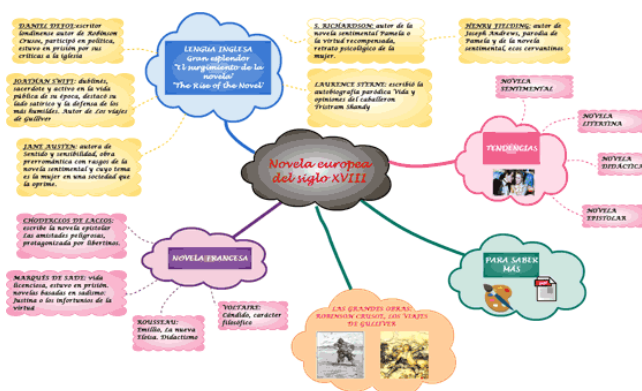 DANIEL DEFOE: escritor
londinense autor de Robinson
Crusoe, participó en política,
estuvo en prisión por sus
críticas a la iglesia
JOATHAN SWIFT: dublinés,
sacerdote y activo en la vida
pública de su época, destacó su
lado satírico y la defensa de los
más humildes. Autor de Los viajes
de Gulliver
JANE AUSTEN: autora de
Sentido y sensibilidad, obra
prerromántica con rasgos de la
novela sentimental y cuyo tema
es la mujer en una sociedad que
la oprime.
LENGUA INGLESA
Gran esplendor
"El surgimiento de la
novela"
"The Rise of the Novel"
S. RICHARDSON: autor de la
novela sentimental Pamela o
la virtud recompensada,
retrato psicológico de la
mujer.
HENRY FIELDING: autor de
Joseph Andrews, parodia de
Pamela y de la novela
sentimental, ecos cervantinos
LAURENCE STERNE: escribió la
autobiografía paródica "Vida y
opiniones del caballeron
Tristram Shandy
Novela europea
del siglo XVIII
NOVELA
SENTIMENTAL
NOVELA
LIBERTINA
NOVELA
DIDÁCTICA
NOVELA
EPISTOLAR
TENDENCIAS
CHODERLOS DE LACLOS:
escribe la novela epistolar
Las amistades peligrosas,
protagonizada por libertinos.
MARQUÉS DE SADE: vida
licenciosa, estuvo en prisión.
novelas basadas en sadismo:
Justina o los infortunios de la
virtud
ROUSSEAU:
Emilio, La nueva
Eloísa. Didactismo
VOLTAIRE:
Cándido, carácter
filosófico
NOVELA FRANCESA
PARA SABER
MÁS
LAS GRANDES OBRAS:
ROBINSON CRUSOE, LOS VIAJES
DE GULLIVER